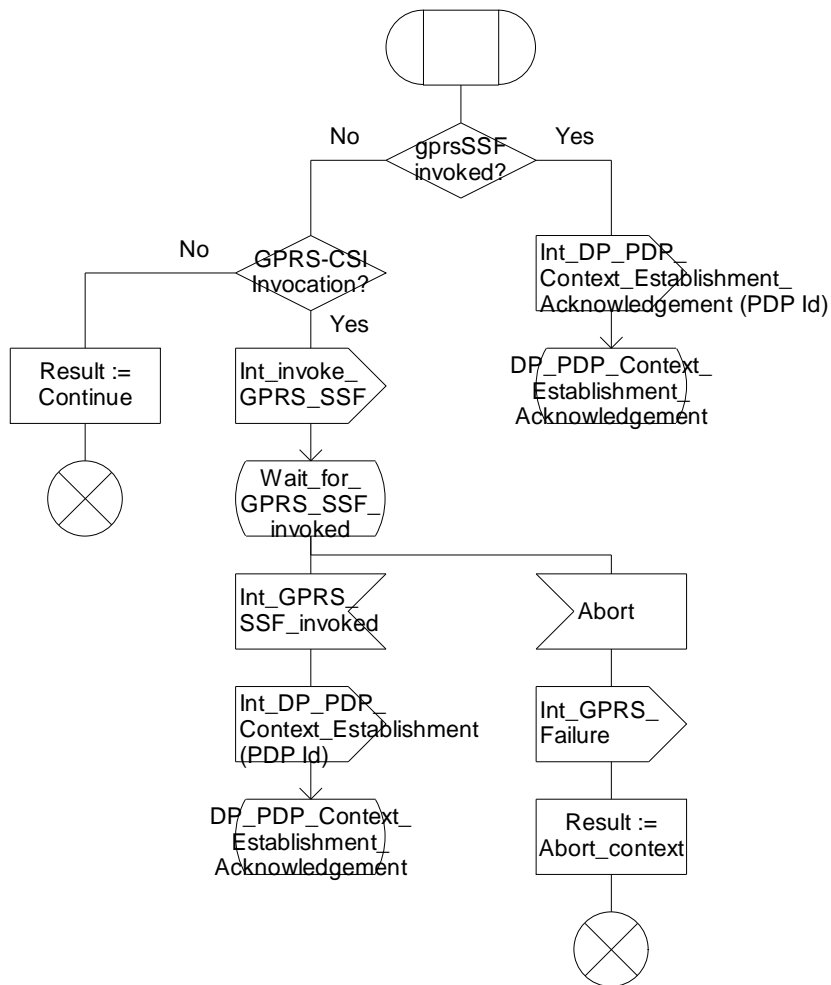 gprsSSF
invoked?
No
Yes
GPRS-CSI
Invocation?
No
Yes
Int_DP_PDP_
Context_Establishment_
Acknowledgement (PDP Id)
Result :=
Continue
Int_invoke_
GPRS_SSF
DP_PDP_Context_
Establishment_
Acknowledgement
Wait_for_
GPRS_SSF_
invoked
Int_GPRS_
SSF_invoked
Abort
Int_DP_PDP_
Context_Establishment
(PDP Id)
Int_GPRS_
Failure
DP_PDP_Context_
Establishment_
Acknowledgement
Result :=
Abort_context